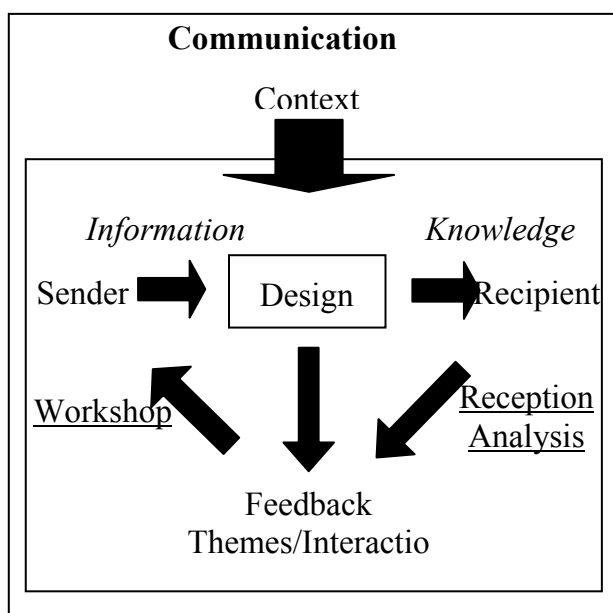 Communication
Context
Information
Knowledge
Sender
Design
Recipient
Workshop
Reception
Analysis
Feedback
Themes/Interactio